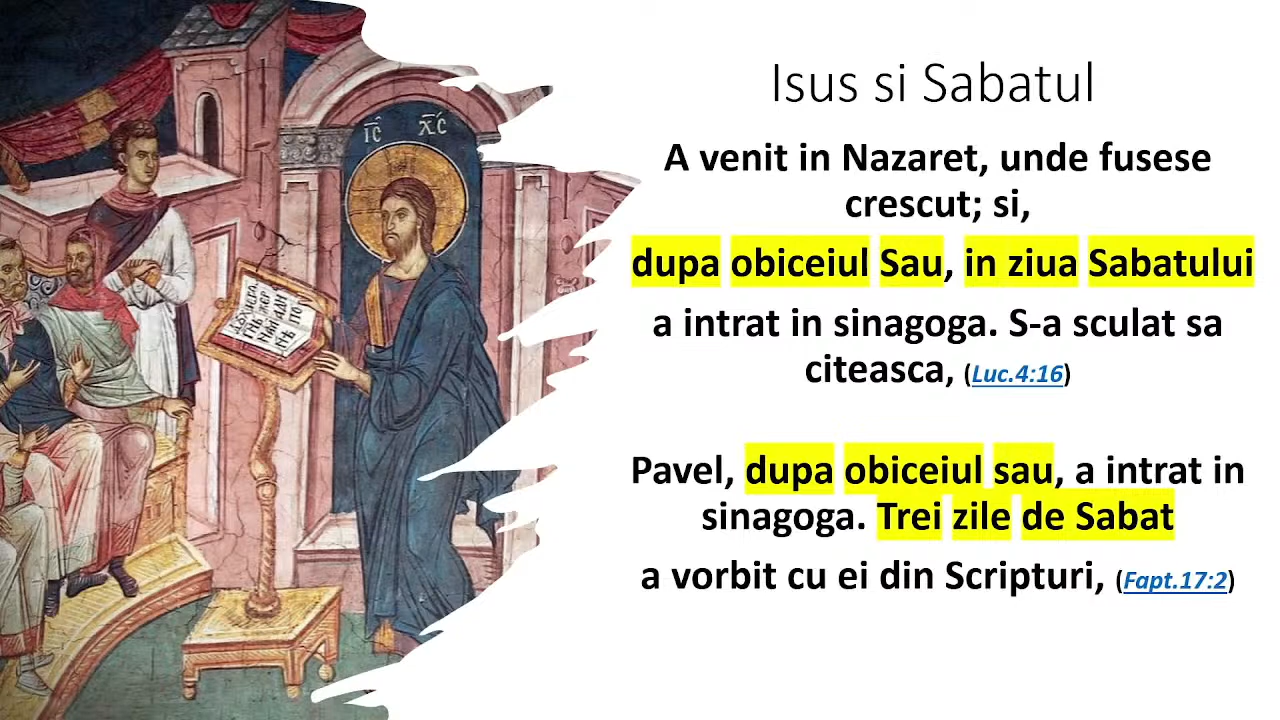 І͠С Х͠С
Isus si Sabatul
A venit in Nazaret, unde fusese
crescut; si,
dupa obiceiul Sau, in ziua Sabatului
a intrat in sinagoga. S-a sculat sa
citeasca, (Luc.4:16)
Pavel, dupa obiceiul sau, a intrat in
sinagoga. Trei zile de Sabat
a vorbit cu ei din Scripturi, (Fapt.17:2)